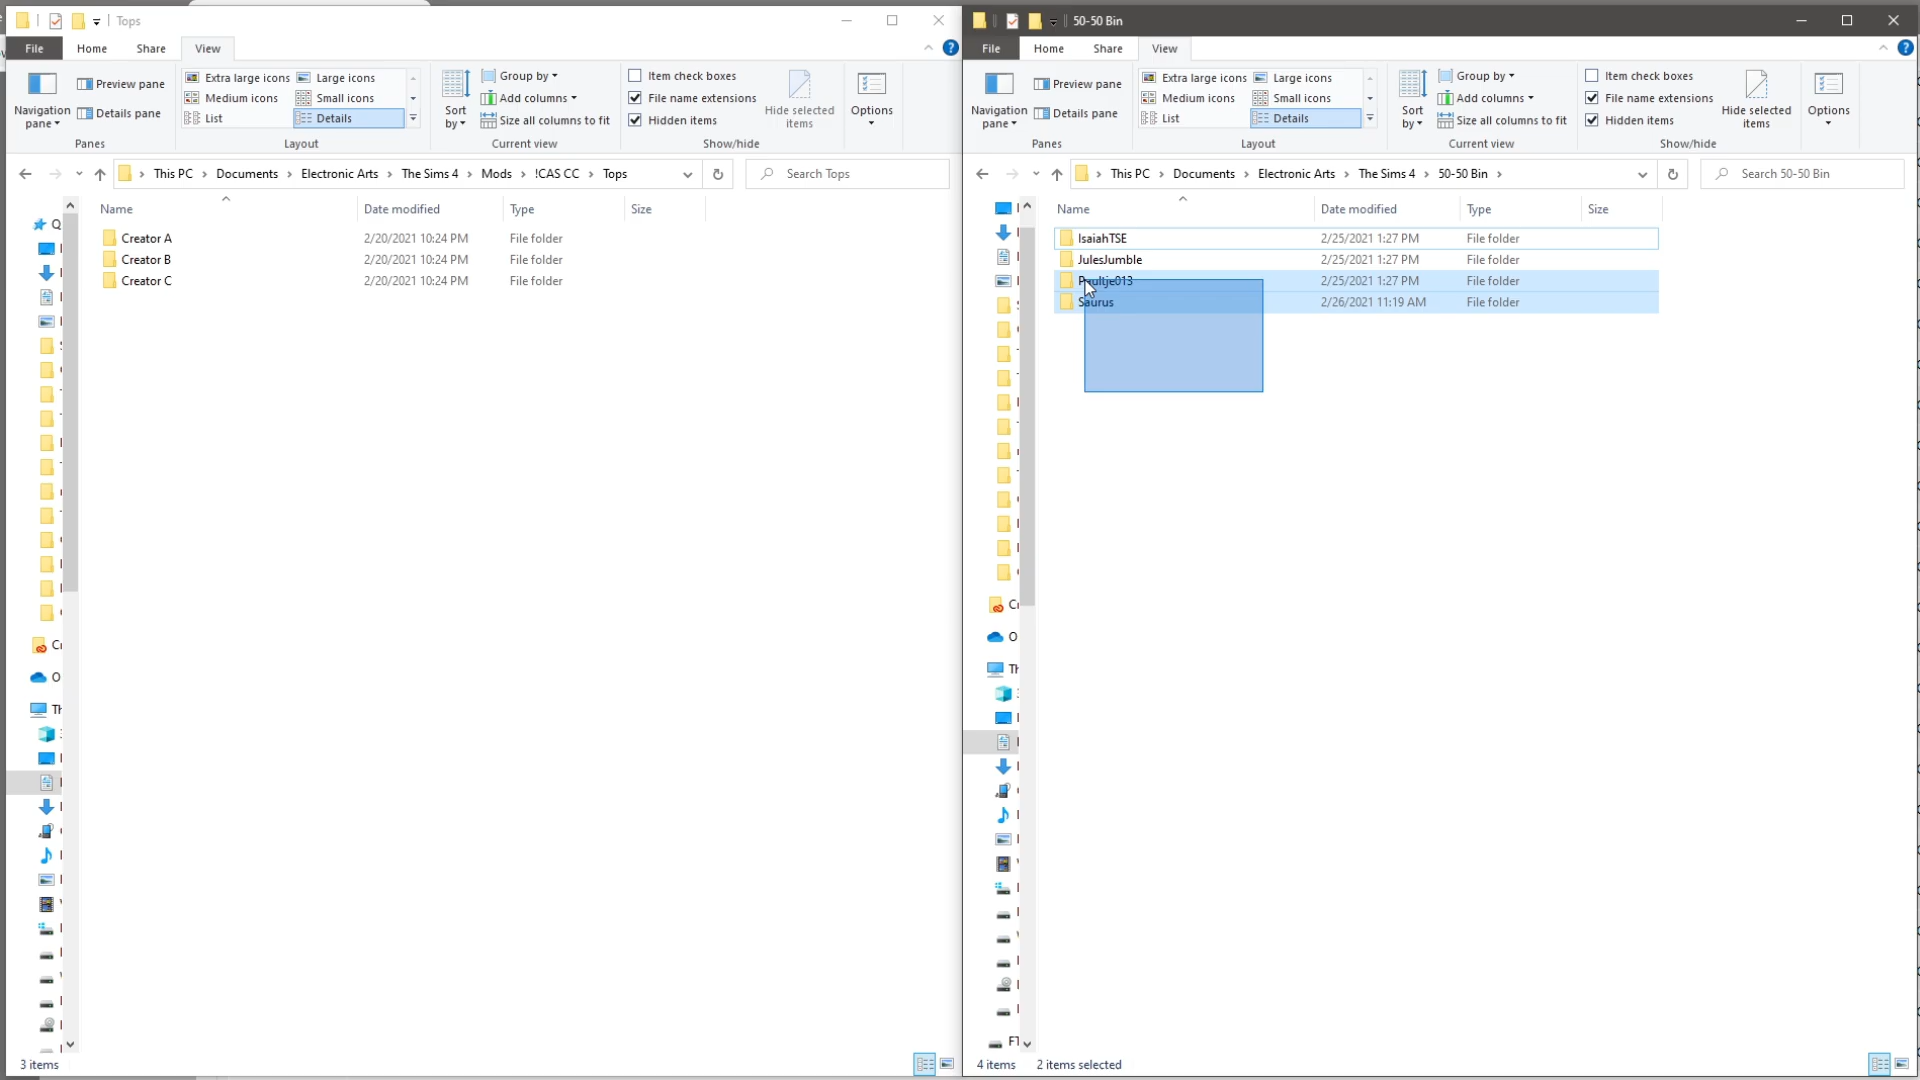 Tops
File Home Share View
Preview pane
Details pane
Navigation pane
Panes
Extra large icons Large icons
Medium icons Small icons
List Details
Layout
Sort by
Group by
Add columns
Size all columns to fit
Current view
Item check boxes
File name extensions
Hidden items
Hide selected items
Show/hide
Options
This PC > Documents > Electronic Arts > The Sims 4 > Mods > !CAS CC > Tops
Search Tops
Name Date modified Type Size
Creator A 2/20/2021 10:24 PM File folder
Creator B 2/20/2021 10:24 PM File folder
Creator C 2/20/2021 10:24 PM File folder
3 items
50-50 Bin
File Home Share View
Preview pane
Details pane
Navigation pane
Panes
Extra large icons Large icons
Medium icons Small icons
List Details
Layout
Sort by
Group by
Add columns
Size all columns to fit
Current view
Item check boxes
File name extensions
Hidden items
Hide selected items
Show/hide
Options
This PC > Documents > Electronic Arts > The Sims 4 > 50-50 Bin >
Search 50-50 Bin
Name Date modified Type Size
IsaiahTSE 2/25/2021 1:27 PM File folder
JulesJumble 2/25/2021 1:27 PM File folder
Paultje013 2/25/2021 1:27 PM File folder
Saurus 2/26/2021 11:19 AM File folder
4 items 2 items selected